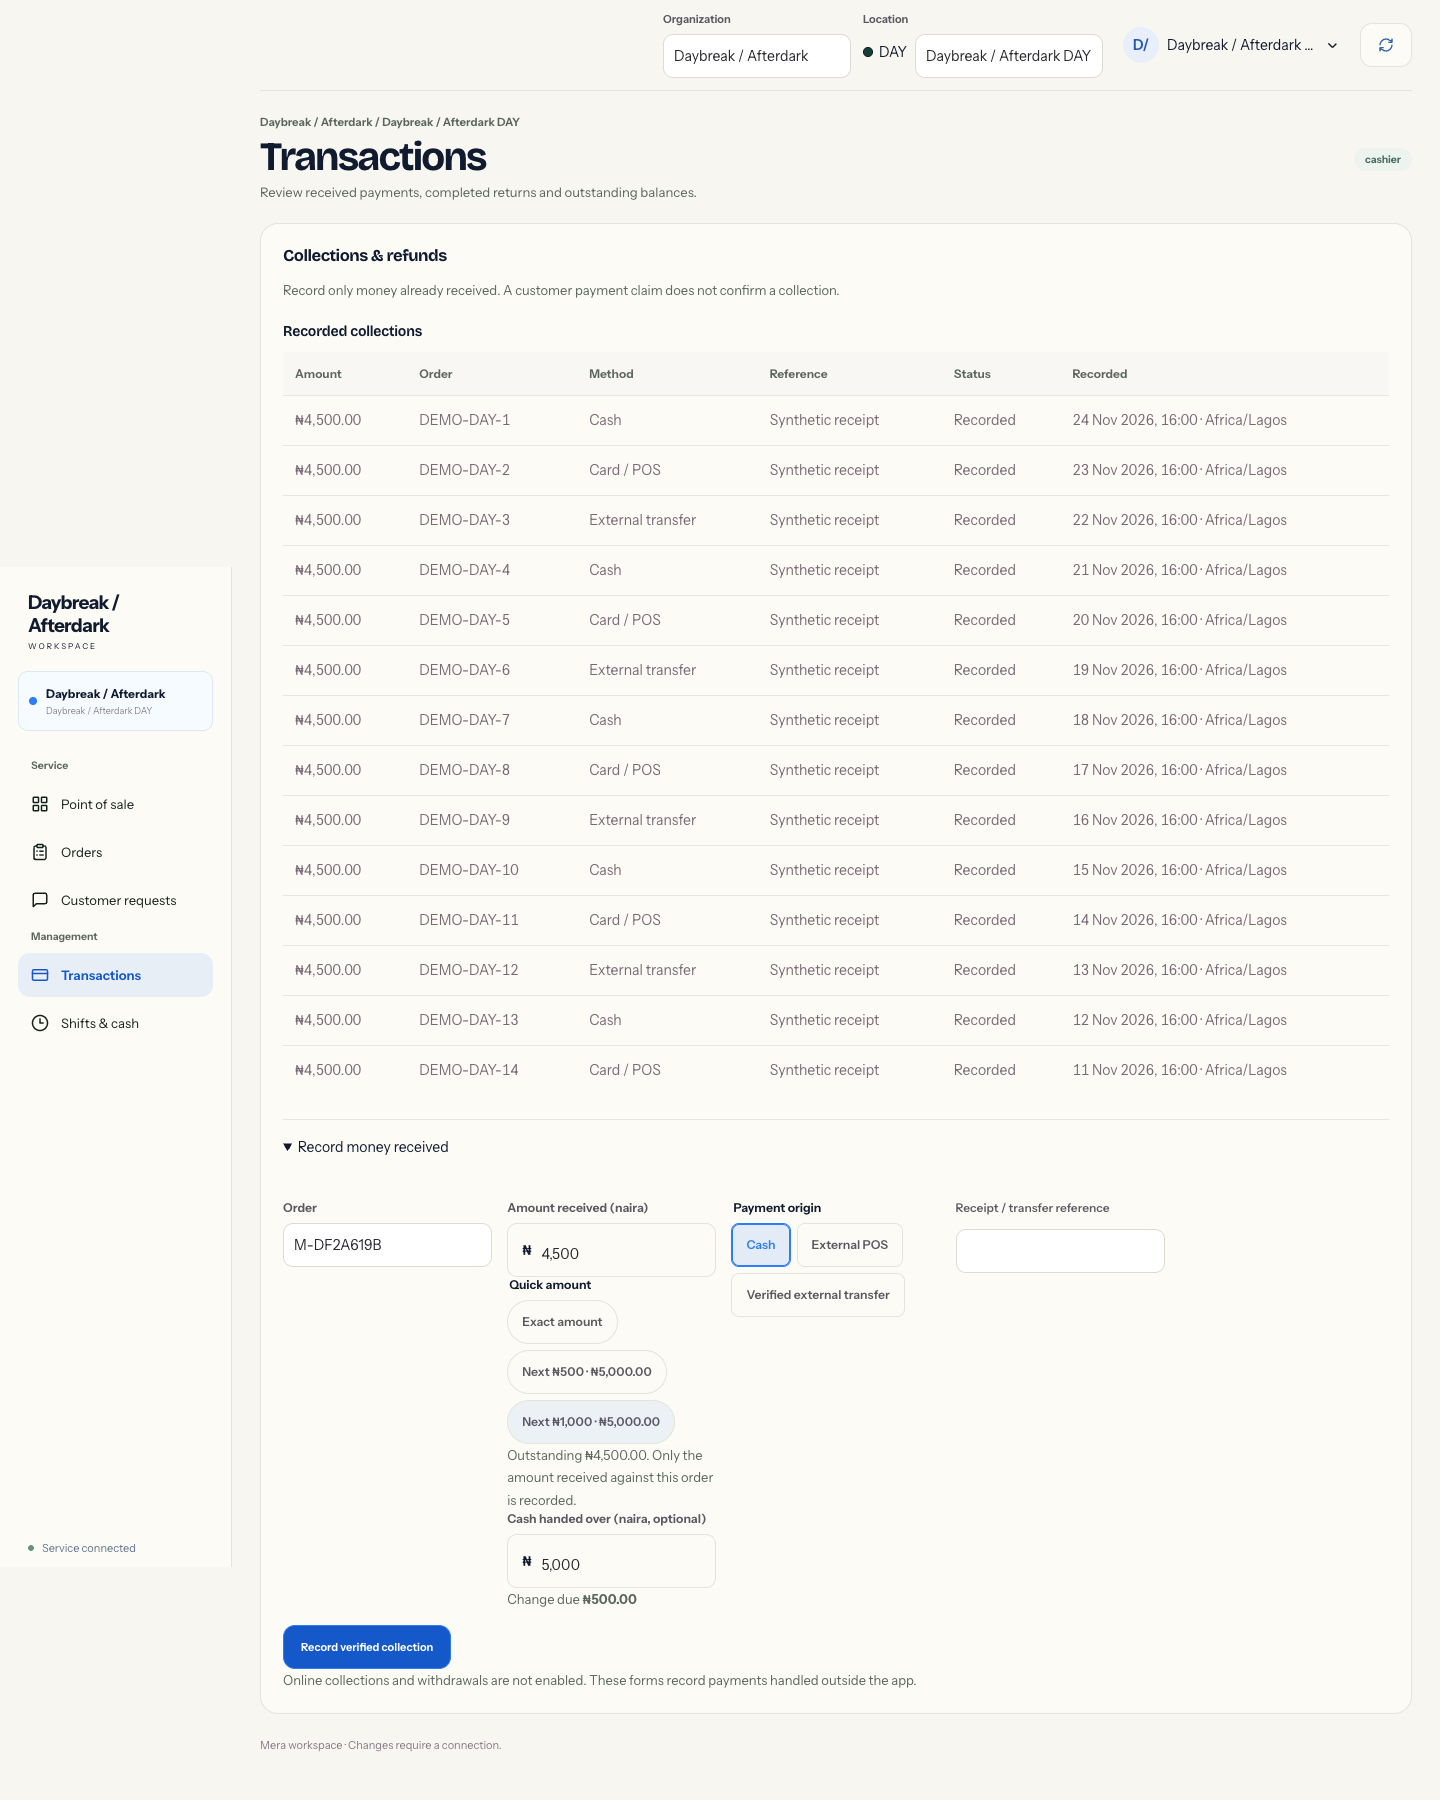 Organization
Location
Daybreak / Afterdark
DAY
Daybreak / Afterdark DAY
D/
Daybreak / Afterdark ...
Daybreak / Afterdark / Daybreak / Afterdark DAY
Transactions
cashier
Review received payments, completed returns and outstanding balances.
Collections & refunds
Record only money already received. A customer payment claim does not confirm a collection.
Recorded collections
Amount Order Method Reference Status Recorded
₦4,500.00 DEMO-DAY-1 Cash Synthetic receipt Recorded 24 Nov 2026, 16:00 · Africa/Lagos
₦4,500.00 DEMO-DAY-2 Card / POS Synthetic receipt Recorded 23 Nov 2026, 16:00 · Africa/Lagos
₦4,500.00 DEMO-DAY-3 External transfer Synthetic receipt Recorded 22 Nov 2026, 16:00 · Africa/Lagos
₦4,500.00 DEMO-DAY-4 Cash Synthetic receipt Recorded 21 Nov 2026, 16:00 · Africa/Lagos
₦4,500.00 DEMO-DAY-5 Card / POS Synthetic receipt Recorded 20 Nov 2026, 16:00 · Africa/Lagos
₦4,500.00 DEMO-DAY-6 External transfer Synthetic receipt Recorded 19 Nov 2026, 16:00 · Africa/Lagos
₦4,500.00 DEMO-DAY-7 Cash Synthetic receipt Recorded 18 Nov 2026, 16:00 · Africa/Lagos
₦4,500.00 DEMO-DAY-8 Card / POS Synthetic receipt Recorded 17 Nov 2026, 16:00 · Africa/Lagos
₦4,500.00 DEMO-DAY-9 External transfer Synthetic receipt Recorded 16 Nov 2026, 16:00 · Africa/Lagos
₦4,500.00 DEMO-DAY-10 Cash Synthetic receipt Recorded 15 Nov 2026, 16:00 · Africa/Lagos
₦4,500.00 DEMO-DAY-11 Card / POS Synthetic receipt Recorded 14 Nov 2026, 16:00 · Africa/Lagos
₦4,500.00 DEMO-DAY-12 External transfer Synthetic receipt Recorded 13 Nov 2026, 16:00 · Africa/Lagos
₦4,500.00 DEMO-DAY-13 Cash Synthetic receipt Recorded 12 Nov 2026, 16:00 · Africa/Lagos
₦4,500.00 DEMO-DAY-14 Card / POS Synthetic receipt Recorded 11 Nov 2026, 16:00 · Africa/Lagos
Daybreak /
Afterdark
WORKSPACE
Daybreak / Afterdark
Daybreak / Afterdark DAY
Service
Point of sale
Orders
Customer requests
Management
Transactions
Shifts & cash
Service connected
Record money received
Order
M-DF2A619B
Amount received (naira)
₦ 4,500
Quick amount
Exact amount
Next ₦500 · ₦5,000.00
Next ₦1,000 · ₦5,000.00
Outstanding ₦4,500.00. Only the
amount received against this order
is recorded.
Cash handed over (naira, optional)
₦ 5,000
Change due ₦500.00
Payment origin
Cash
External POS
Verified external transfer
Receipt / transfer reference
Record verified collection
Online collections and withdrawals are not enabled. These forms record payments handled outside the app.
Mera workspace · Changes require a connection.